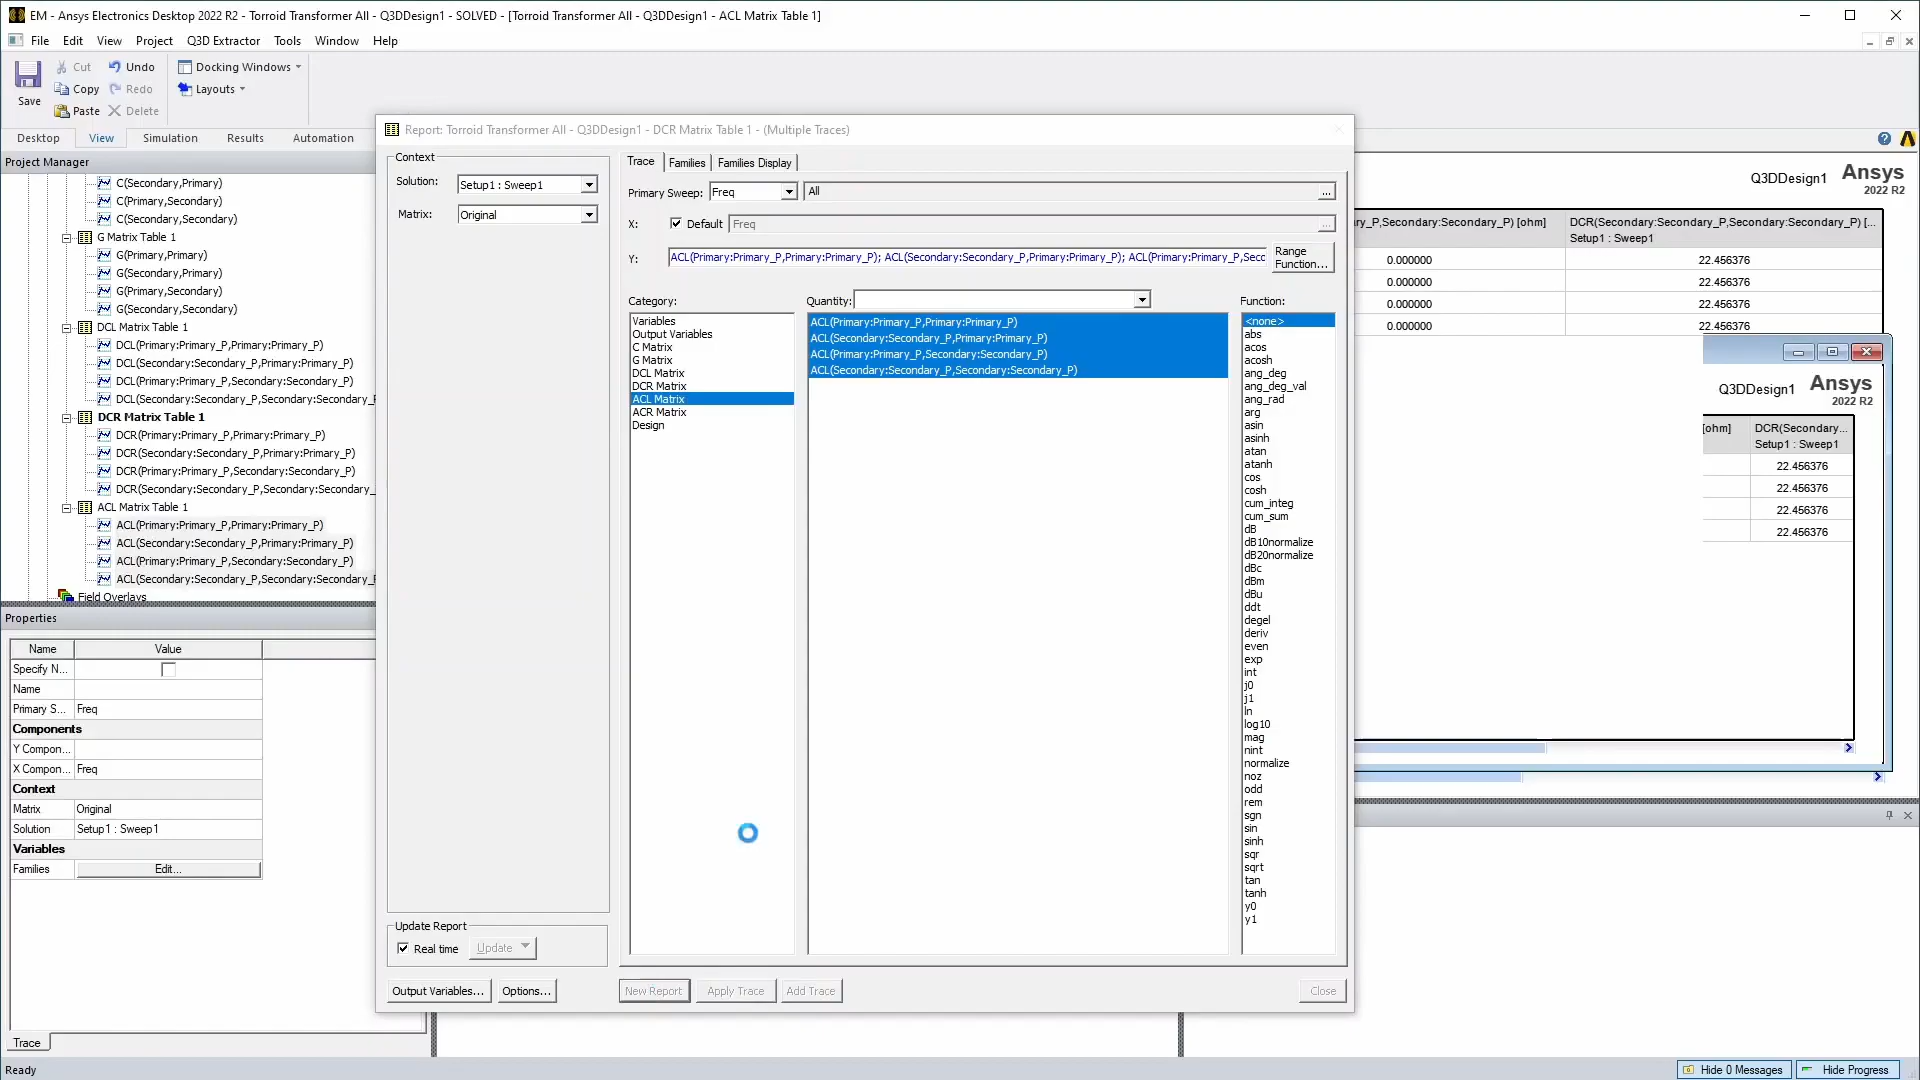 EM - Ansys Electronics Desktop 2022 R2 - Torroid Transformer All - Q3DDesign1 - SOLVED - [Torroid Transformer All - Q3DDesign1 - ACL Matrix Table 1]
File Edit View Project Q3D Extractor Tools Window Help
Save
Cut Undo
Copy Redo
Paste Delete
Docking Windows
Layouts
Desktop View Simulation Results Automation
Project Manager
C(Secondary,Primary)
C(Primary,Secondary)
C(Secondary,Secondary)
G Matrix Table 1
G(Primary,Primary)
G(Secondary,Primary)
G(Primary,Secondary)
G(Secondary,Secondary)
DCL Matrix Table 1
DCL(Primary:Primary_P,Primary:Primary_P)
DCL(Secondary:Secondary_P,Primary:Primary_P)
DCL(Primary:Primary_P,Secondary:Secondary_P)
DCL(Secondary:Secondary_P,Secondary:Secondary_P
DCR Matrix Table 1
DCR(Primary:Primary_P,Primary:Primary_P)
DCR(Secondary:Secondary_P,Primary:Primary_P)
DCR(Primary:Primary_P,Secondary:Secondary_P)
DCR(Secondary:Secondary_P,Secondary:Secondary_
ACL Matrix Table 1
ACL(Primary:Primary_P,Primary:Primary_P)
ACL(Secondary:Secondary_P,Primary:Primary_P)
ACL(Primary:Primary_P,Secondary:Secondary_P)
ACL(Secondary:Secondary_P,Secondary:Secondary_P
Field Overlays
Properties
Name Value
Specify N...
Name
Primary S... Freq
Components
Y Compon...
X Compon... Freq
Context
Matrix Original
Solution Setup1 : Sweep1
Variables
Families Edit...
Trace
Ready
Report: Torroid Transformer All - Q3DDesign1 - DCR Matrix Table 1 - (Multiple Traces)
Context
Solution: Setup1 : Sweep1
Matrix: Original
Update Report
Real time Update
Output Variables... Options...
Trace Families Families Display
Primary Sweep: Freq All ...
X: Default Freq ...
Y: ACL(Primary:Primary_P,Primary:Primary_P); ACL(Secondary:Secondary_P,Primary:Primary_P); ACL(Primary:Primary_P,Secc
Range
Function...
Category:
Variables
Output Variables
C Matrix
G Matrix
DCL Matrix
DCR Matrix
ACL Matrix
ACR Matrix
Design
Quantity:
ACL(Primary:Primary_P,Primary:Primary_P)
ACL(Secondary:Secondary_P,Primary:Primary_P)
ACL(Primary:Primary_P,Secondary:Secondary_P)
ACL(Secondary:Secondary_P,Secondary:Secondary_P)
Function:
<none>
abs
acos
acosh
ang_deg
ang_deg_val
ang_rad
arg
asin
asinh
atan
atanh
cos
cosh
cum_integ
cum_sum
dB
dB10normalize
dB20normalize
dBc
dBm
dBu
ddt
degel
deriv
even
exp
int
j0
j1
ln
log10
mag
nint
normalize
noz
odd
rem
sgn
sin
sinh
sqr
sqrt
tan
tanh
y0
y1
New Report Apply Trace Add Trace Close
Q3DDesign1 Ansys
2022 R2
ry_P,Secondary:Secondary_P) [ohm] DCR(Secondary:Secondary_P,Secondary:Secondary_P) [...
Setup1 : Sweep1
0.000000 22.456376
0.000000 22.456376
0.000000 22.456376
0.000000 22.456376
Q3DDesign1 Ansys
2022 R2
[ohm] DCR(Secondary...
Setup1 : Sweep1
22.456376
22.456376
22.456376
22.456376
Hide 0 Messages Hide Progress